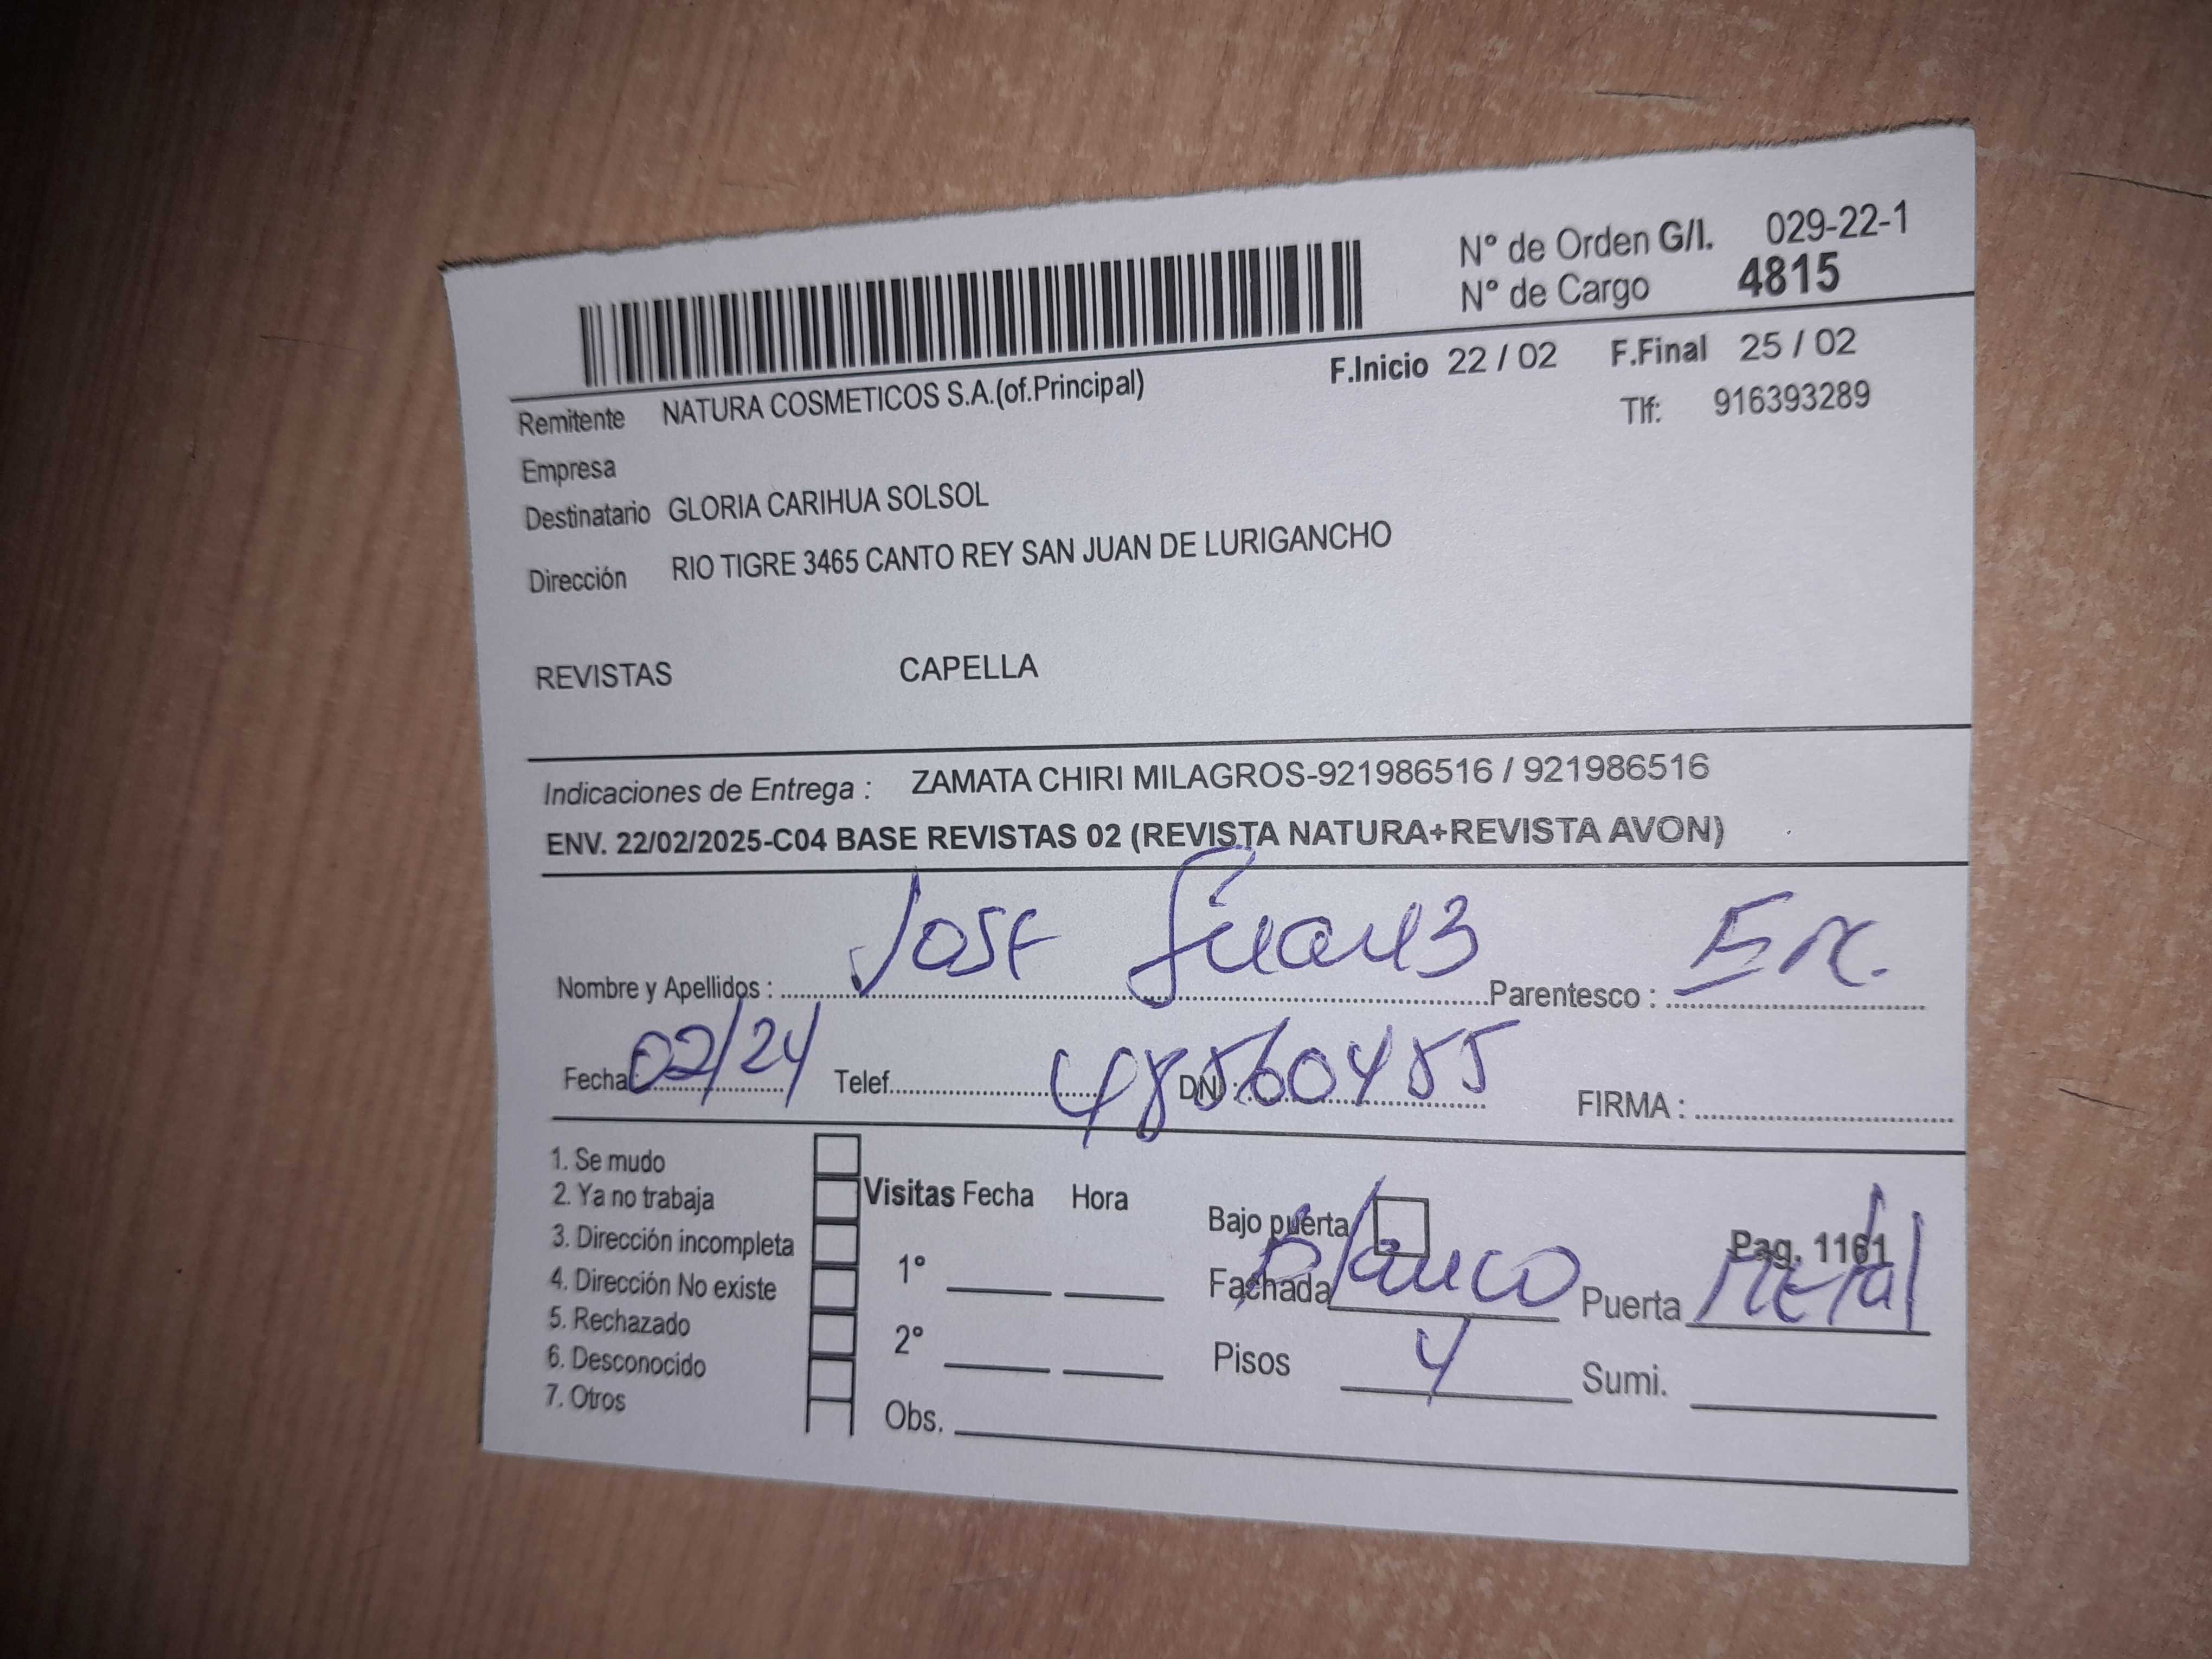 N° de Orden G/I. 029-22-1
N° de Cargo 4815
F.Inicio 22 / 02 F.Final 25 / 02
Remitente NATURA COSMETICOS S.A.(of.Principal) Tlf: 916393289
Empresa
Destinatario GLORIA CARIHUA SOLSOL
Dirección RIO TIGRE 3465 CANTO REY SAN JUAN DE LURIGANCHO
REVISTAS CAPELLA
Indicaciones de Entrega : ZAMATA CHIRI MILAGROS-921986516 / 921986516
ENV. 22/02/2025-C04 BASE REVISTAS 02 (REVISTA NATURA+REVISTA AVON)
Nombre y Apellidos : Jose Parentesco : Enc.
Fecha: 02/24 Telef. DNI : 48560455 FIRMA :
1. Se mudo
2. Ya no trabaja
3. Dirección incompleta
4. Dirección No existe
5. Rechazado
6. Desconocido
7. Otros
Visitas Fecha Hora
1°
2°
Obs.
Bajo puerta Pag. 1161
Fachada blanco Puerta Metal
Pisos 4 Sumi.